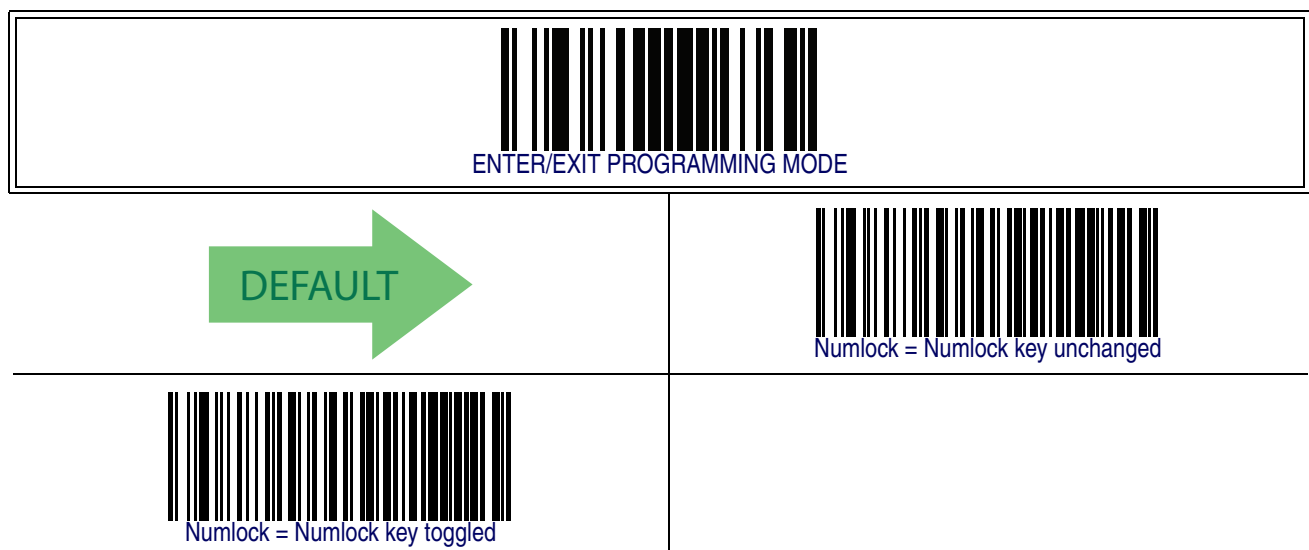 ENTER/EXIT PROGRAMMING MODE
DEFAULT
Numlock = Numlock key unchanged
Numlock = Numlock key toggled